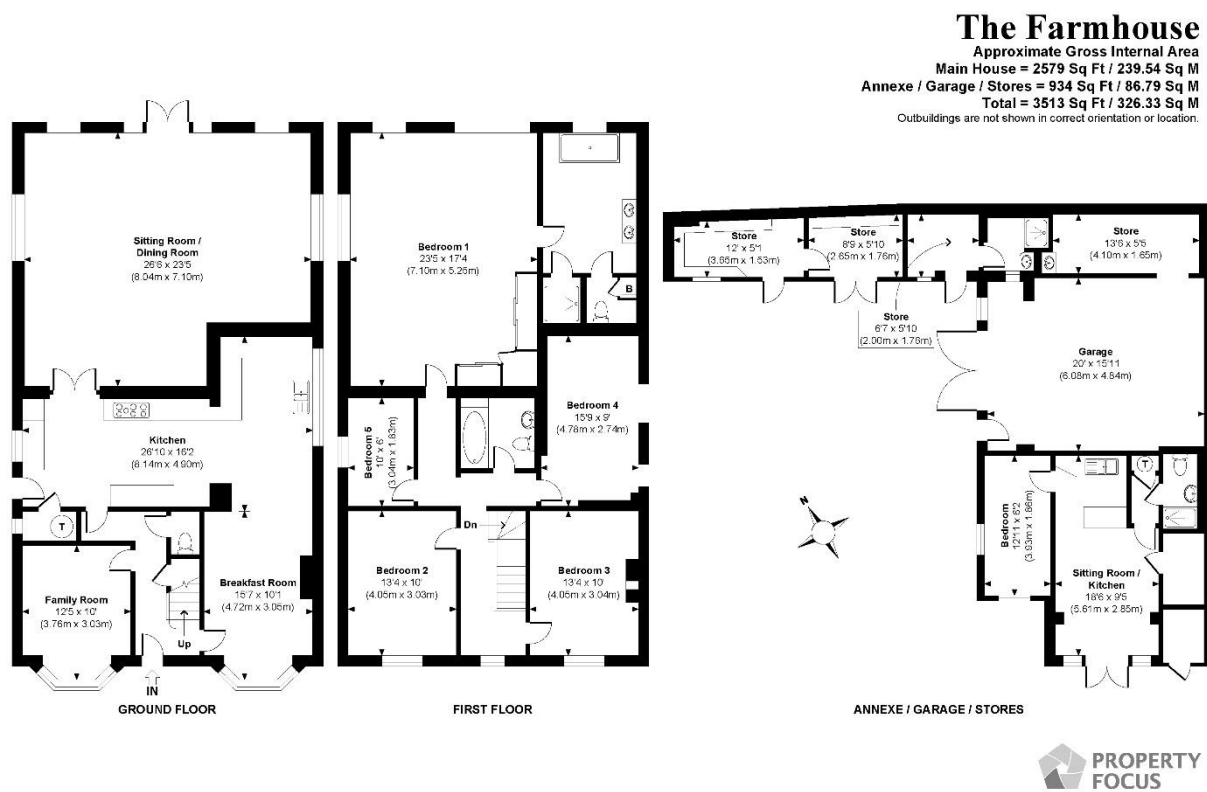 The Farmhouse
Approximate Gross Internal Area
Main House = 2579 Sq Ft / 239.54 Sq M
Annexe / Garage / Stores = 934 Sq Ft / 86.79 Sq M
Total = 3513 Sq Ft / 326.33 Sq M
Outbuildings are not shown in correct orientation or location.
Sitting Room /
Dining Room
26'6 x 23'5
(8.04m x 7.10m)
Kitchen
26'10 x 16'2
(8.14m x 4.90m)
T
Family Room
12'5 x 10'
(3.76m x 3.03m)
Breakfast Room
15'7 x 10'1
(4.72m x 3.05m)
Up
IN
GROUND FLOOR
Bedroom 1
23'5 x 17'4
(7.10m x 5.26m)
B
Bedroom 4
15'9 x 9'
(4.78m x 2.74m)
Bedroom 5
10' x 6'
(3.04m x 1.83m)
Dn
Bedroom 2
13'4 x 10'
(4.05m x 3.03m)
Bedroom 3
13'4 x 10'
(4.05m x 3.04m)
FIRST FLOOR
Store
12' x 5'1
(3.65m x 1.53m)
Store
8'9 x 5'10
(2.65m x 1.76m)
Store
6'7 x 5'10
(2.00m x 1.76m)
Store
13'6 x 5'5
(4.10m x 1.65m)
Garage
20' x 15'11
(6.08m x 4.84m)
N
T
Bedroom
12'11 x 6'2
(3.93m x 1.86m)
Sitting Room /
Kitchen
18'6 x 9'5
(5.61m x 2.85m)
ANNEXE / GARAGE / STORES
PROPERTY
FOCUS